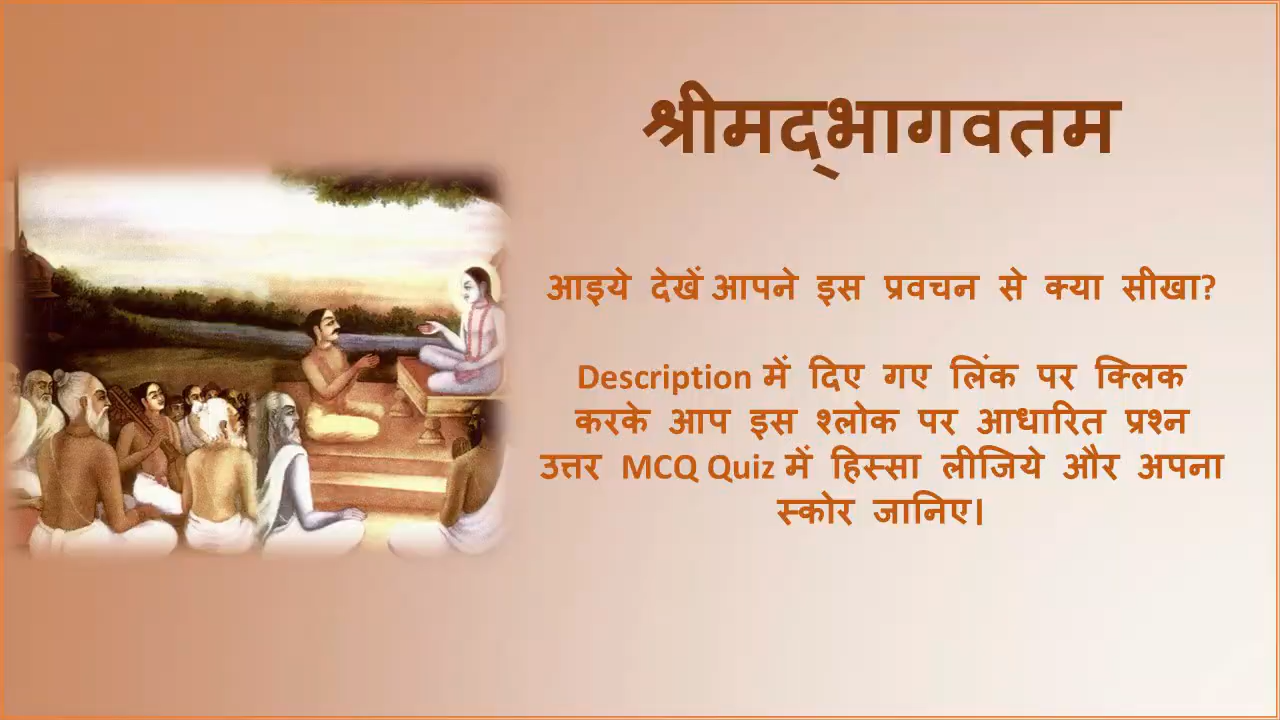 श्रीमद्भागवतम
आइये देखें आपने इस प्रवचन से क्या सीखा?
Description में दिए गए लिंक पर क्लिक
करके आप इस श्लोक पर आधारित प्रश्न
उत्तर MCQ Quiz में हिस्सा लीजिये और अपना
स्कोर जानिए।